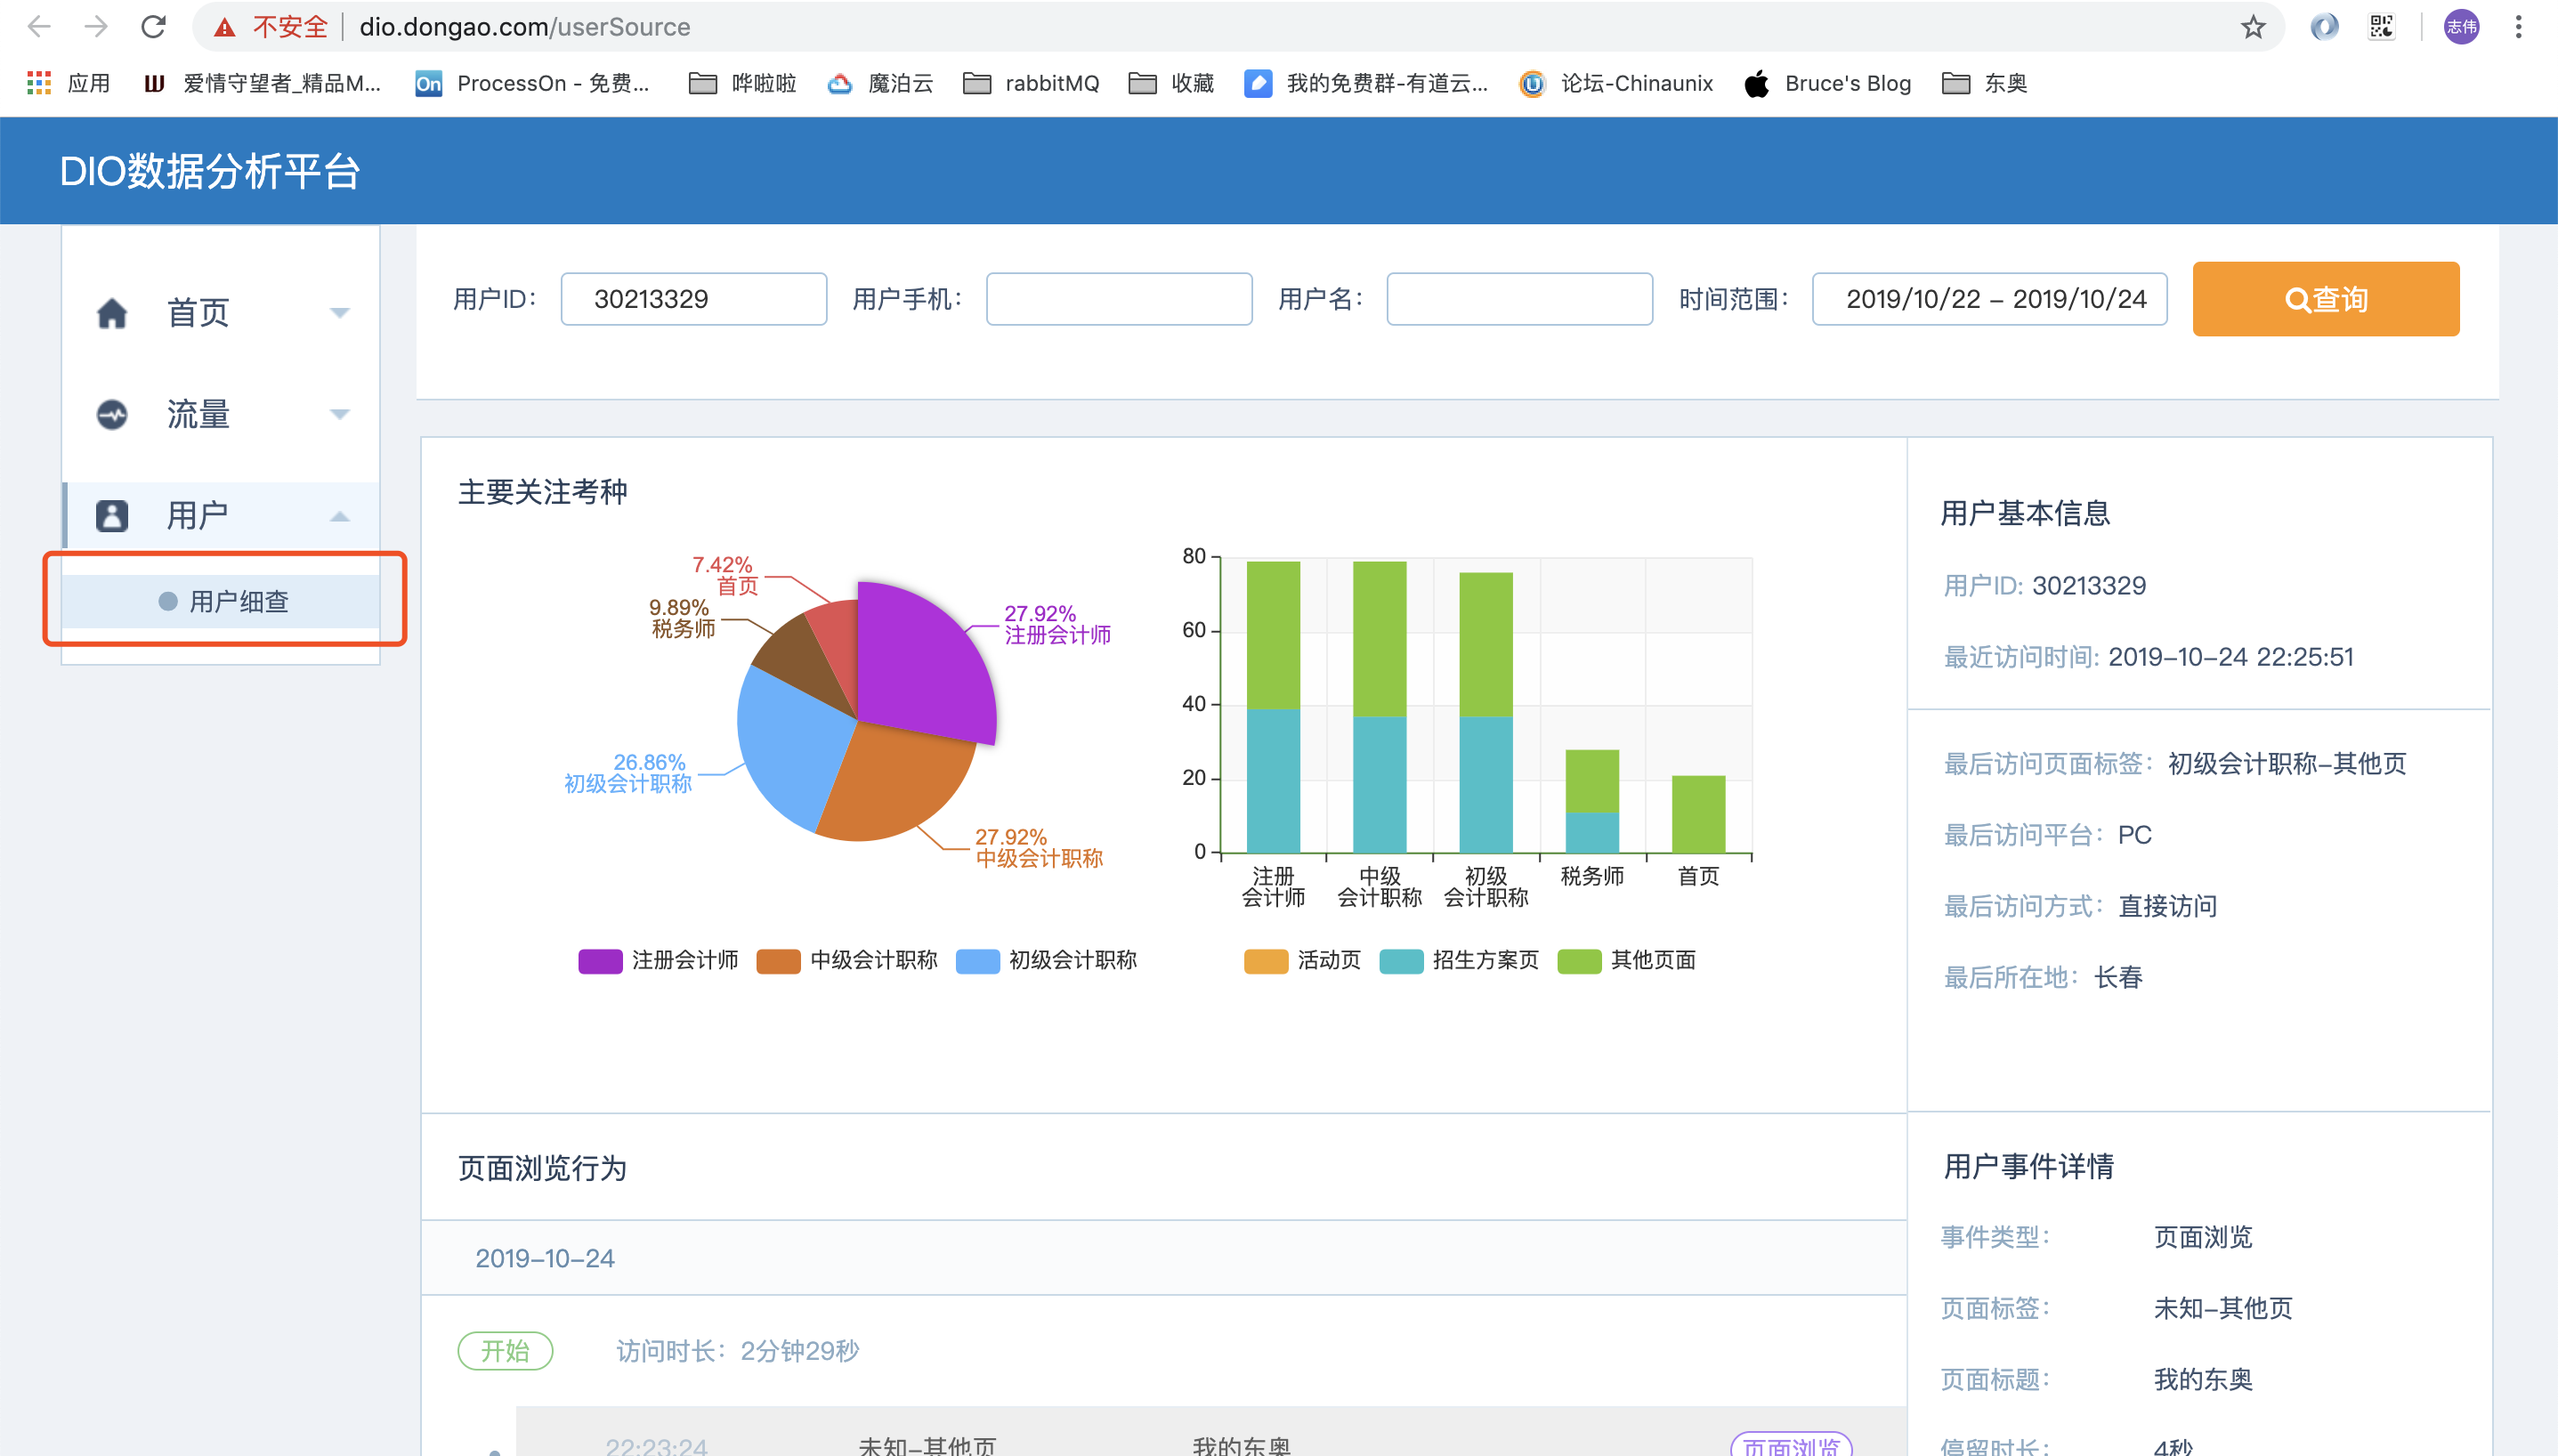 不安全 dio.dongao.com/userSource 志伟
应用 爱情守望者_精品M... On ProcessOn - 免费... 哗啦啦 魔泊云 rabbitMQ 收藏 我的免费群-有道云... 论坛-Chinaunix Bruce's Blog 东奥
DIO数据分析平台
首页
流量
用户
用户细查
用户ID： 30213329 用户手机： 用户名： 时间范围： 2019/10/22 – 2019/10/24 查询
主要关注考种
7.42%
首页
9.89%
税务师
27.92%
注册会计师
26.86%
初级会计职称
27.92%
中级会计职称
注册会计师 中级会计职称 初级会计职称
80
60
40
20
0
注册
会计师
中级
会计职称
初级
会计职称
税务师
首页
活动页 招生方案页 其他页面
用户基本信息
用户ID: 30213329
最近访问时间: 2019–10–24 22:25:51
最后访问页面标签： 初级会计职称–其他页
最后访问平台： PC
最后访问方式： 直接访问
最后所在地： 长春
页面浏览行为
2019–10–24
开始 访问时长：2分钟29秒
22:23:24 未知–其他页 我的东奥 页面浏览
用户事件详情
事件类型： 页面浏览
页面标签： 未知–其他页
页面标题： 我的东奥
停留时长： 4秒